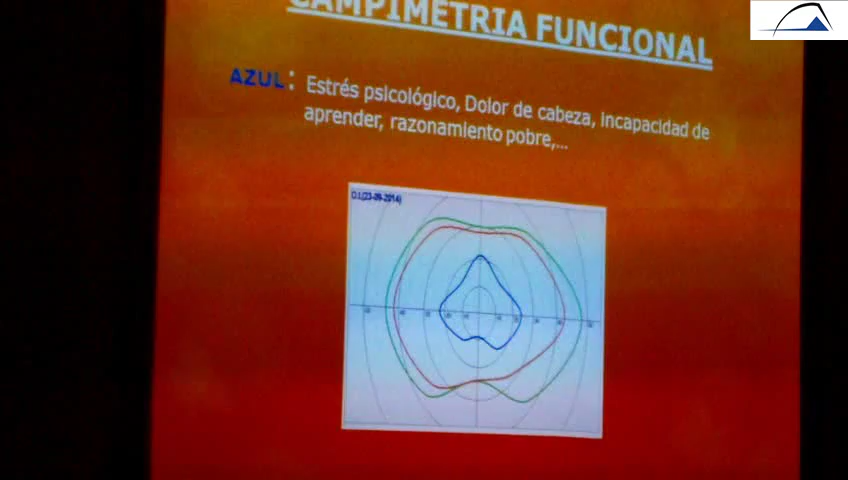 CAMPIMETRIA FUNCIONAL
AZUL: Estrés psicológico, Dolor de cabeza, incapacidad de
aprender, razonamiento pobre,...